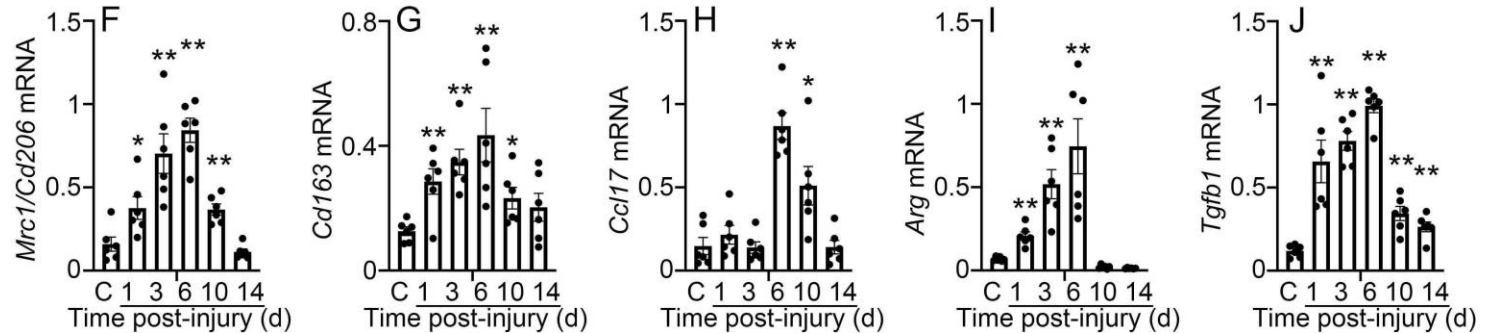 F
Mrc1/Cd206 mRNA
1.5
1
0.5
0
* ** ** **
C 1 3 6 10 14
Time post-injury (d)
G
Cd163 mRNA
0.8
0.4
0
** ** ** *
C 1 3 6 10 14
Time post-injury (d)
H
Ccl17 mRNA
1.5
1
0.5
0
** *
C 1 3 6 10 14
Time post-injury (d)
I
Arg mRNA
1.5
1
0.5
0
** ** **
C 1 3 6 10 14
Time post-injury (d)
J
Tgfb1 mRNA
1.5
1
0.5
0
** ** ** ** **
C 1 3 6 10 14
Time post-injury (d)